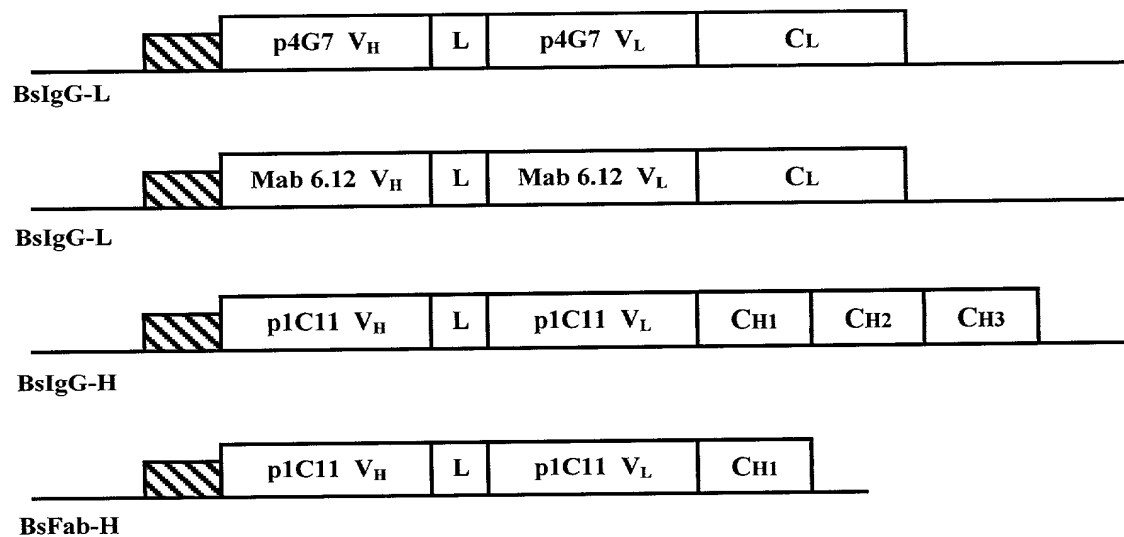 p4G7 VH L p4G7 VL CL
BsIgG-L
Mab 6.12 VH L Mab 6.12 VL CL
BsIgG-L
p1C11 VH L p1C11 VL CH1 CH2 CH3
BsIgG-H
p1C11 VH L p1C11 VL CH1
BsFab-H